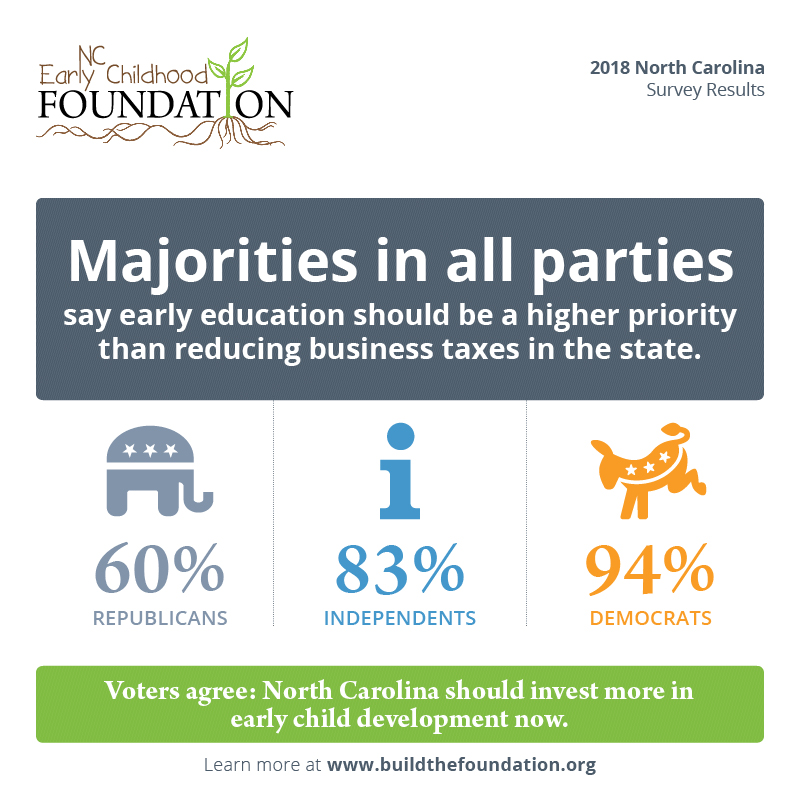 NC
Early Childhood
FOUNDATION
2018 North Carolina
Survey Results
Majorities in all parties
say early education should be a higher priority
than reducing business taxes in the state.
60%
REPUBLICANS
83%
INDEPENDENTS
94%
DEMOCRATS
Voters agree: North Carolina should invest more in
early child development now.
Learn more at www.buildthefoundation.org